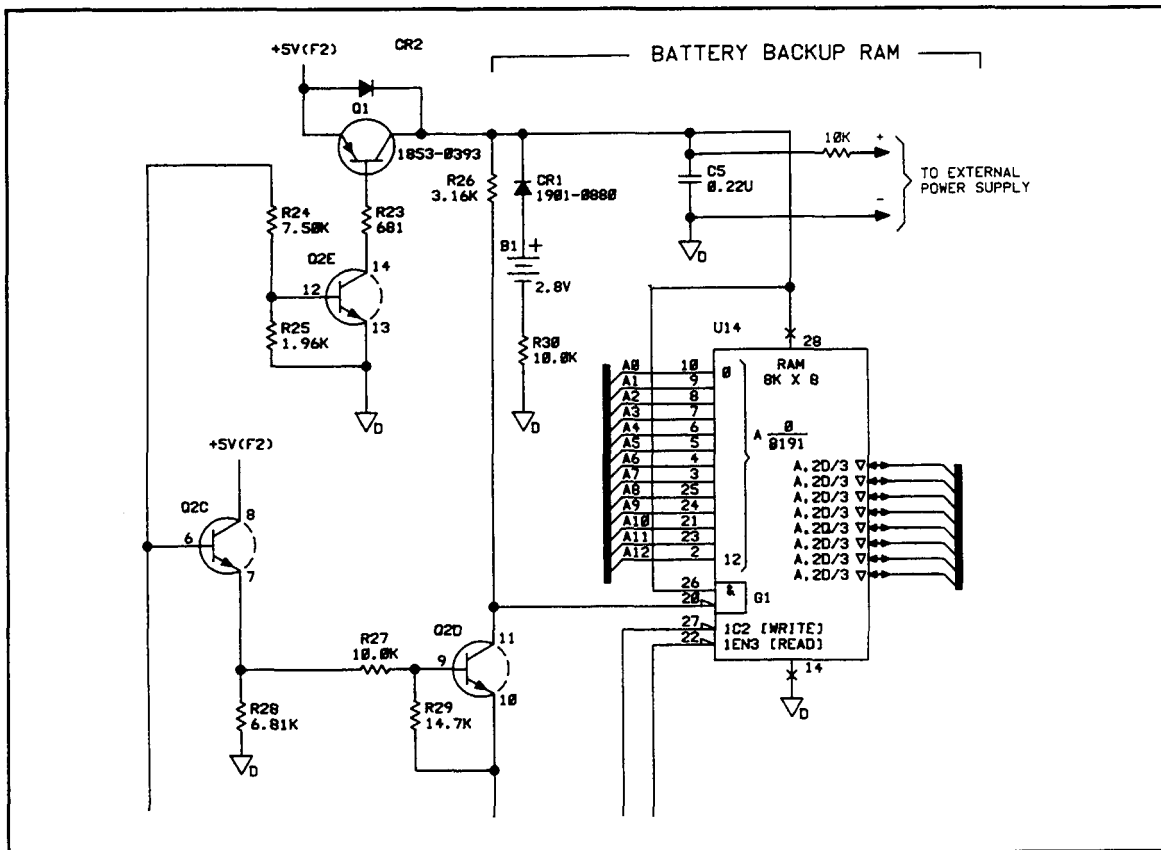 +5V(F2)
CR2
BATTERY BACKUP RAM
Q1
1853-0393
10K
+
-
TO EXTERNAL
POWER SUPPLY
R26
3.16K
CR1
1901-0880
C5
0.22U
D
R24
7.50K
R23
681
Q2E
14
12
13
R25
1.96K
D
B1
+
2.8V
R30
10.0K
D
U14
28
RAM
8K X 8
A0 10 0
A1 9
A2 8
A3 7
A4 6
A5 5
A6 4
A7 3
A8 25
A9 24
A10 21
A11 23
A12 2 12
A 0
8191
A,2D/3
A,2D/3
A,2D/3
A,2D/3
A,2D/3
A,2D/3
A,2D/3
A,2D/3
26 &
20 G1
27 1C2 [WRITE]
22 1EN3 [READ]
14
D
+5V(F2)
Q2C
8
6
7
R27
10.0K
Q2D
11
9
10
R28
6.81K
D
R29
14.7K